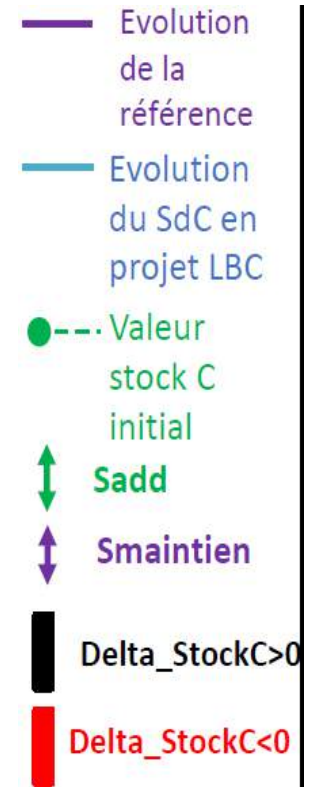 Evolution
de la
référence
Evolution
du SdC en
projet LBC
Valeur
stock C
initial
Sadd
Smaintien
Delta_StockC>0
Delta_StockC<0